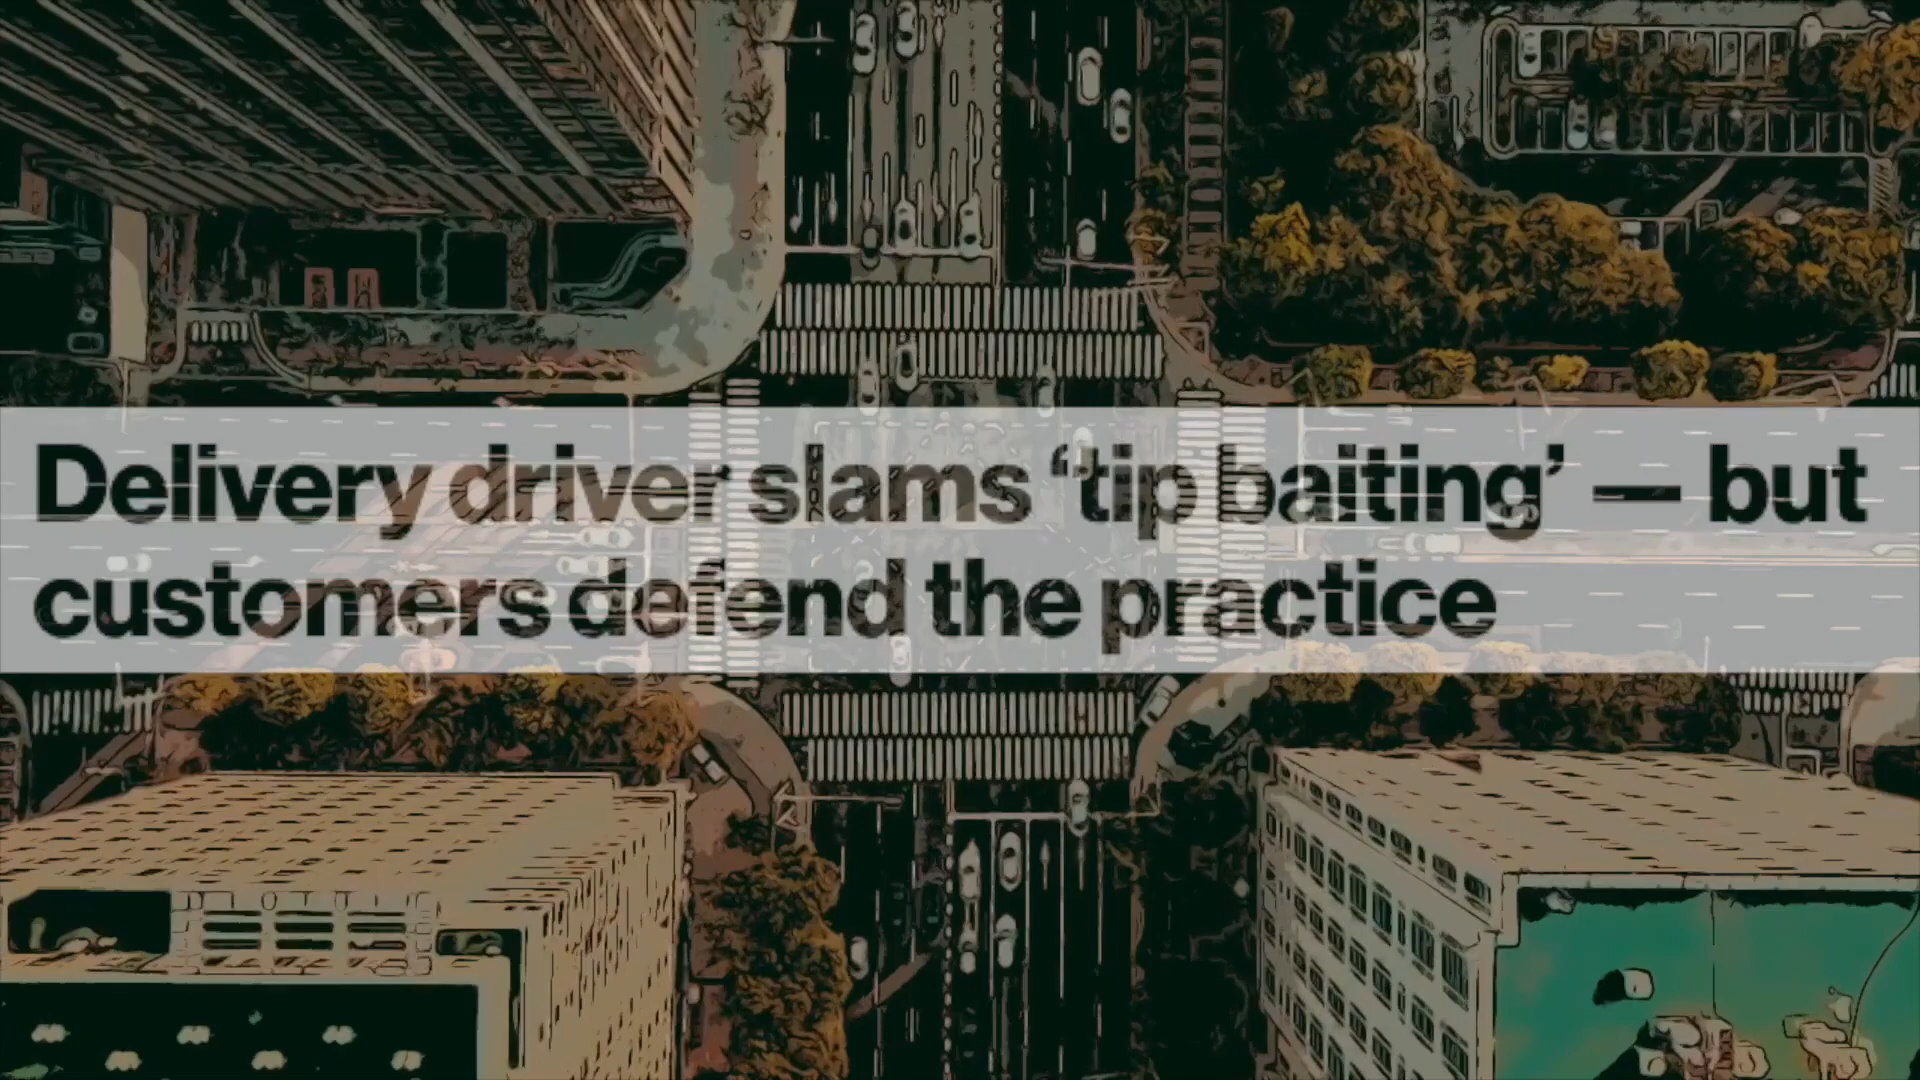 Delivery driver slams ‘tip baiting’ — but
customers defend the practice